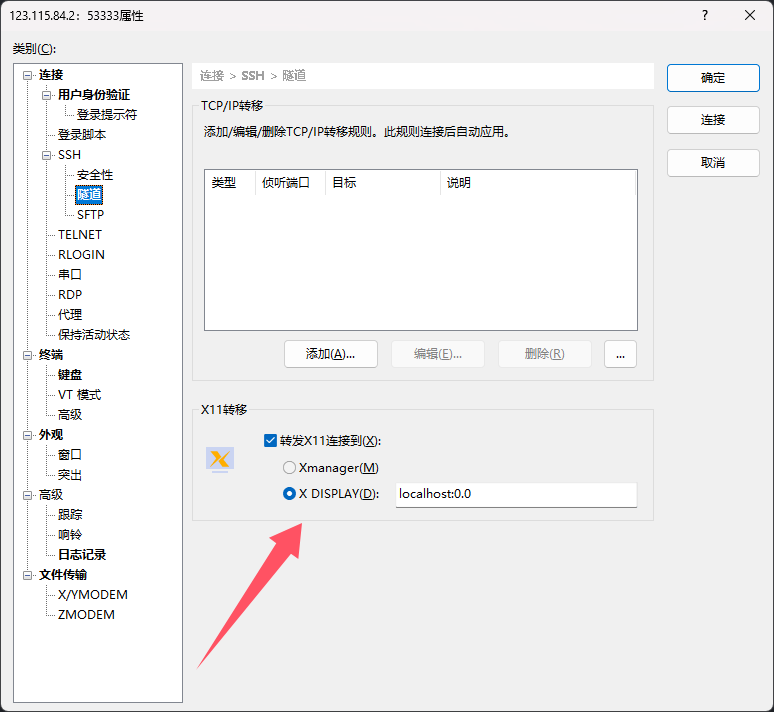 123.115.84.2：53333属性
?
类别(C):
连接
用户身份验证
登录提示符
登录脚本
SSH
安全性
隧道
SFTP
TELNET
RLOGIN
串口
RDP
代理
保持活动状态
终端
键盘
VT 模式
高级
外观
窗口
突出
高级
跟踪
响铃
日志记录
文件传输
X/YMODEM
ZMODEM
连接 > SSH > 隧道
TCP/IP转移
添加/编辑/删除TCP/IP转移规则。此规则连接后自动应用。
类型 侦听端口 目标 说明
添加(A)... 编辑(E)... 删除(R) ...
X11转移
转发X11连接到(X):
Xmanager(M)
X DISPLAY(D): localhost:0.0
确定
连接
取消